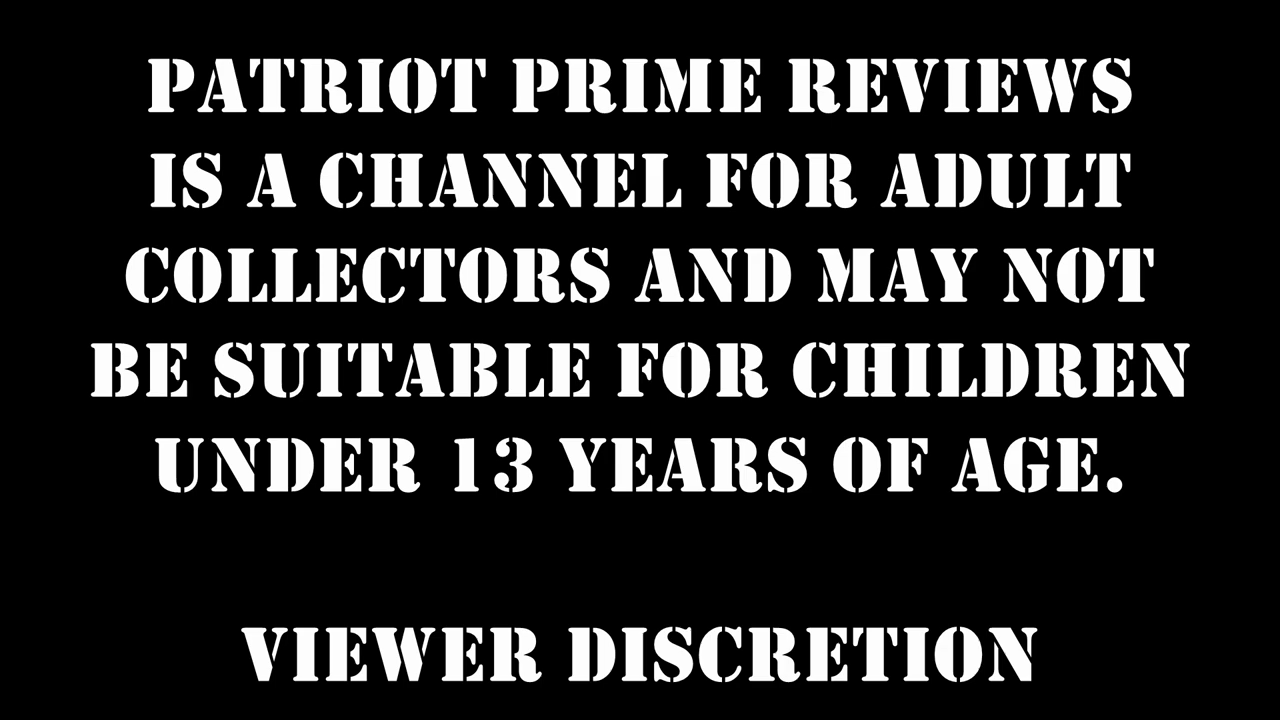 PATRIOT PRIME REVIEWS
IS A CHANNEL FOR ADULT
COLLECTORS AND MAY NOT
BE SUITABLE FOR CHILDREN
UNDER 13 YEARS OF AGE.
VIEWER DISCRETION